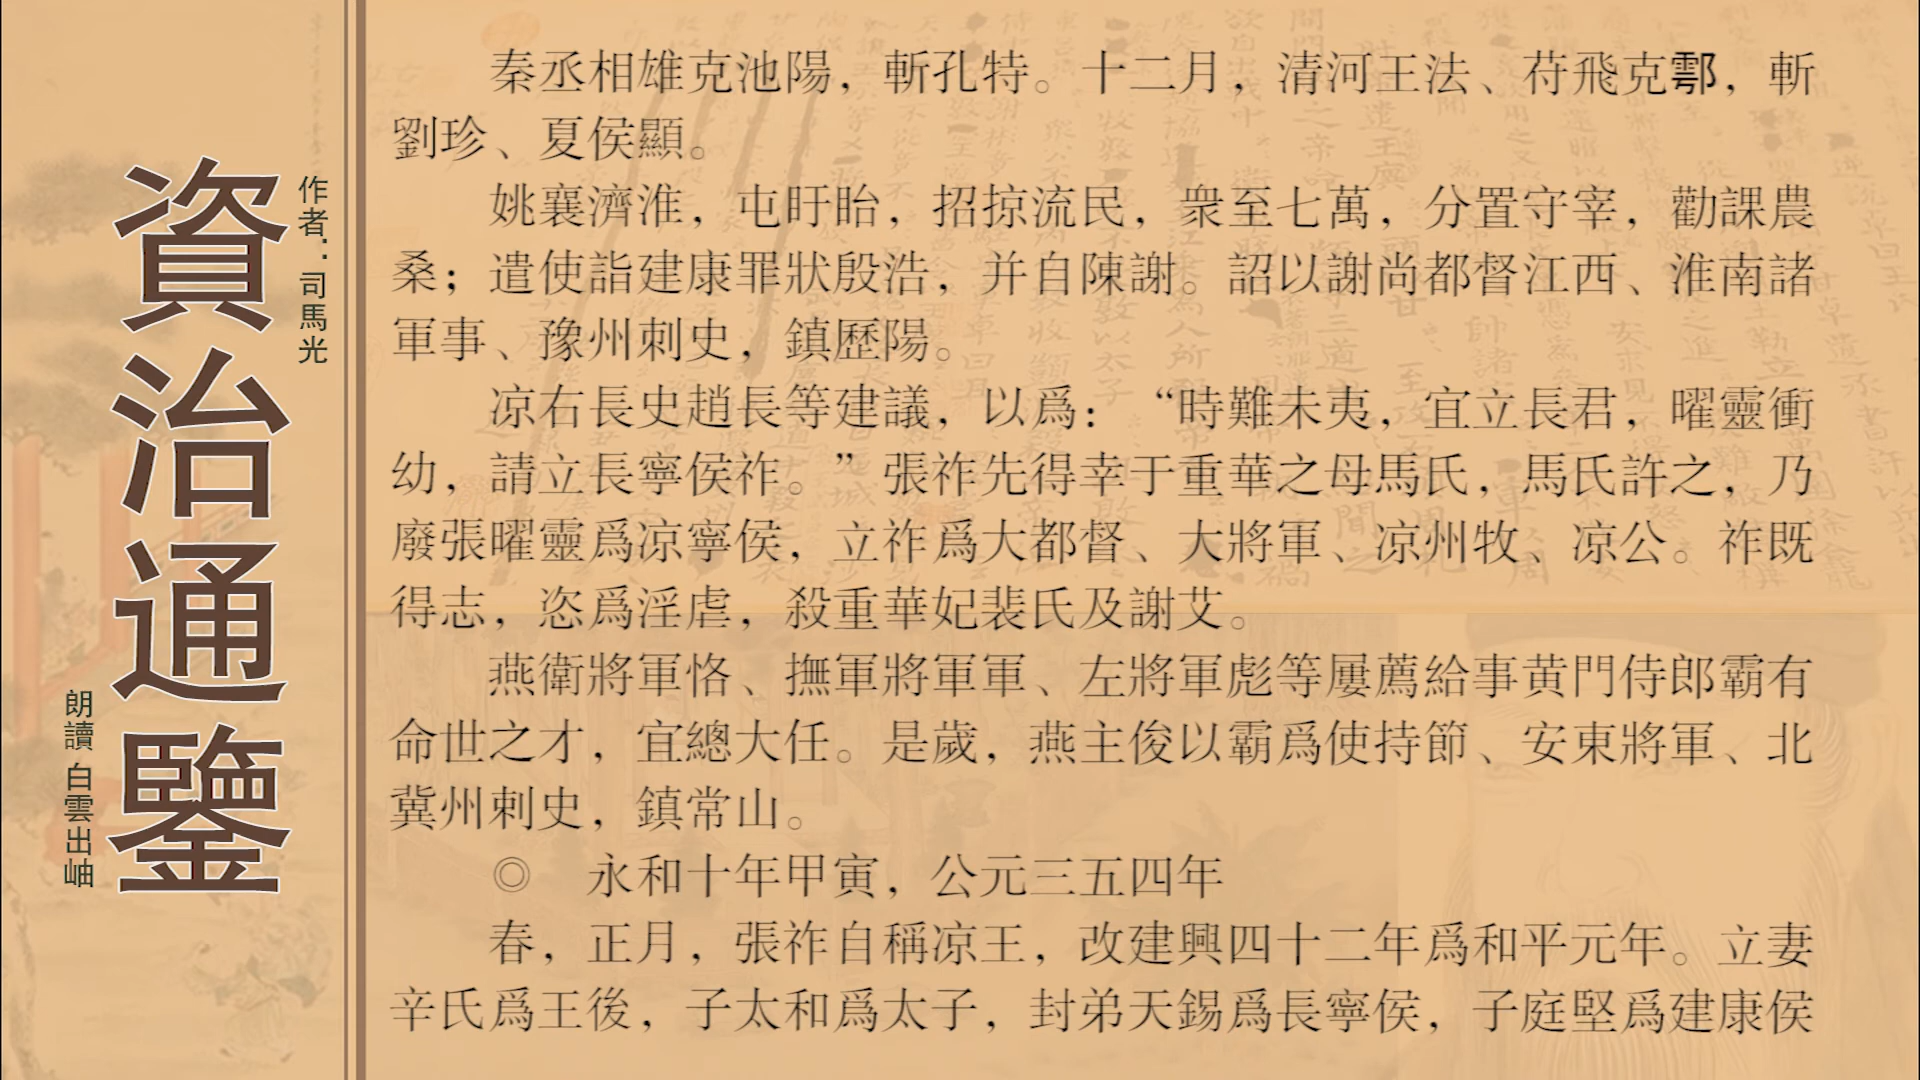 資治通鑒
作者：司馬光
朗讀 白雲出岫
秦丞相雄克池陽，斬孔特。十二月，清河王法、苻飛克鄠，斬
劉珍、夏侯顯。
姚襄濟淮，屯盱眙，招掠流民，衆至七萬，分置守宰，勸課農
桑；遣使詣建康罪狀殷浩，并自陳謝。詔以謝尚都督江西、淮南諸
軍事、豫州刺史，鎮歷陽。
凉右長史趙長等建議，以爲：“時難未夷，宜立長君，曜靈衝
幼，請立長寧侯祚。”張祚先得幸于重華之母馬氏，馬氏許之，乃
廢張曜靈爲凉寧侯，立祚爲大都督、大將軍、凉州牧、凉公。祚既
得志，恣爲淫虐，殺重華妃裴氏及謝艾。
燕衛將軍恪、撫軍將軍軍、左將軍彪等屢薦給事黄門侍郎霸有
命世之才，宜總大任。是歲，燕主俊以霸爲使持節、安東將軍、北
冀州刺史，鎮常山。
◎　永和十年甲寅，公元三五四年
春，正月，張祚自稱凉王，改建興四十二年爲和平元年。立妻
辛氏爲王後，子太和爲太子，封弟天錫爲長寧侯，子庭堅爲建康侯